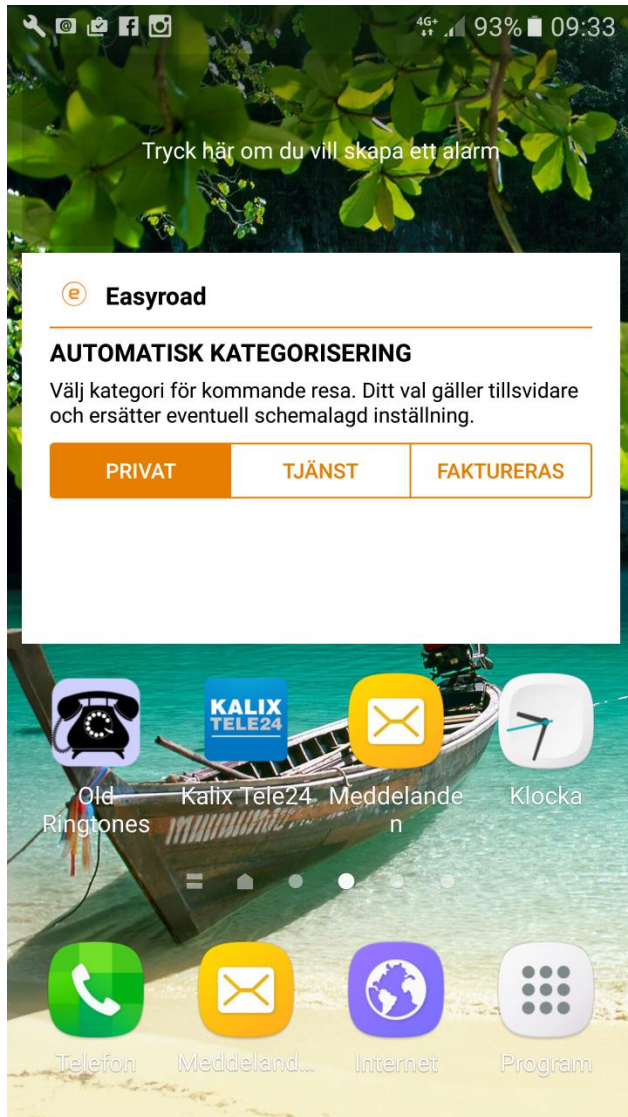 4G+ 93% 09:33
Tryck här om du vill skapa ett alarm
e Easyroad
AUTOMATISK KATEGORISERING
Välj kategori för kommande resa. Ditt val gäller tillsvidare
och ersätter eventuell schemalagd inställning.
PRIVAT TJÄNST FAKTURERAS
KALIX
TELE24
Old Kalix Tele24 Meddelande Klocka
Ringtones n
Telefon Meddeland... Internet Program